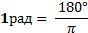 1рад = 180°/π